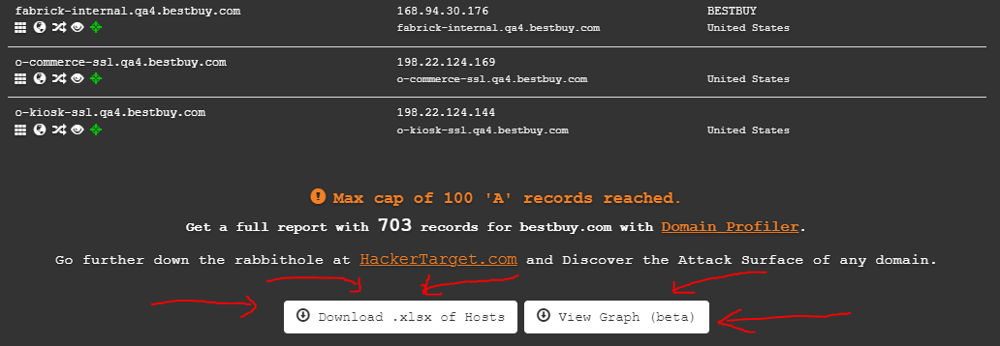 fabrick-internal.qa4.bestbuy.com 168.94.30.176 BESTBUY
fabrick-internal.qa4.bestbuy.com United States
o-commerce-ssl.qa4.bestbuy.com 198.22.124.169
o-commerce-ssl.qa4.bestbuy.com United States
o-kiosk-ssl.qa4.bestbuy.com 198.22.124.144
o-kiosk-ssl.qa4.bestbuy.com United States
Max cap of 100 'A' records reached.
Get a full report with 703 records for bestbuy.com with Domain Profiler.
Go further down the rabbithole at HackerTarget.com and Discover the Attack Surface of any domain.
Download .xlsx of Hosts View Graph (beta)